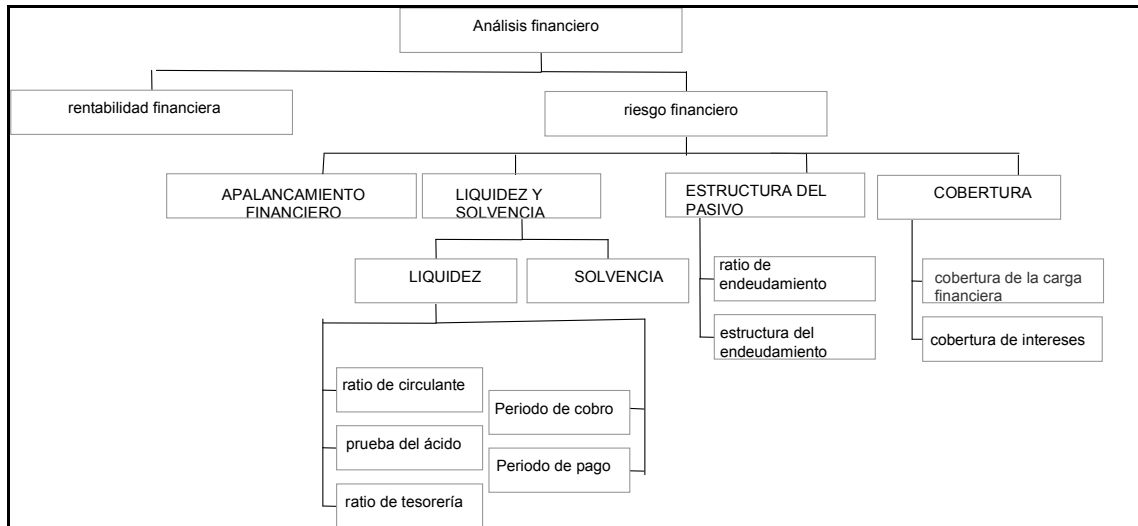 Análisis financiero
rentabilidad financiera
riesgo financiero
APALANCAMIENTO
FINANCIERO
LIQUIDEZ Y
SOLVENCIA
ESTRUCTURA DEL
PASIVO
COBERTURA
LIQUIDEZ
SOLVENCIA
ratio de
endeudamiento
estructura del
endeudamiento
cobertura de la carga
financiera
cobertura de intereses
ratio de circulante
prueba del ácido
ratio de tesorería
Periodo de cobro
Periodo de pago